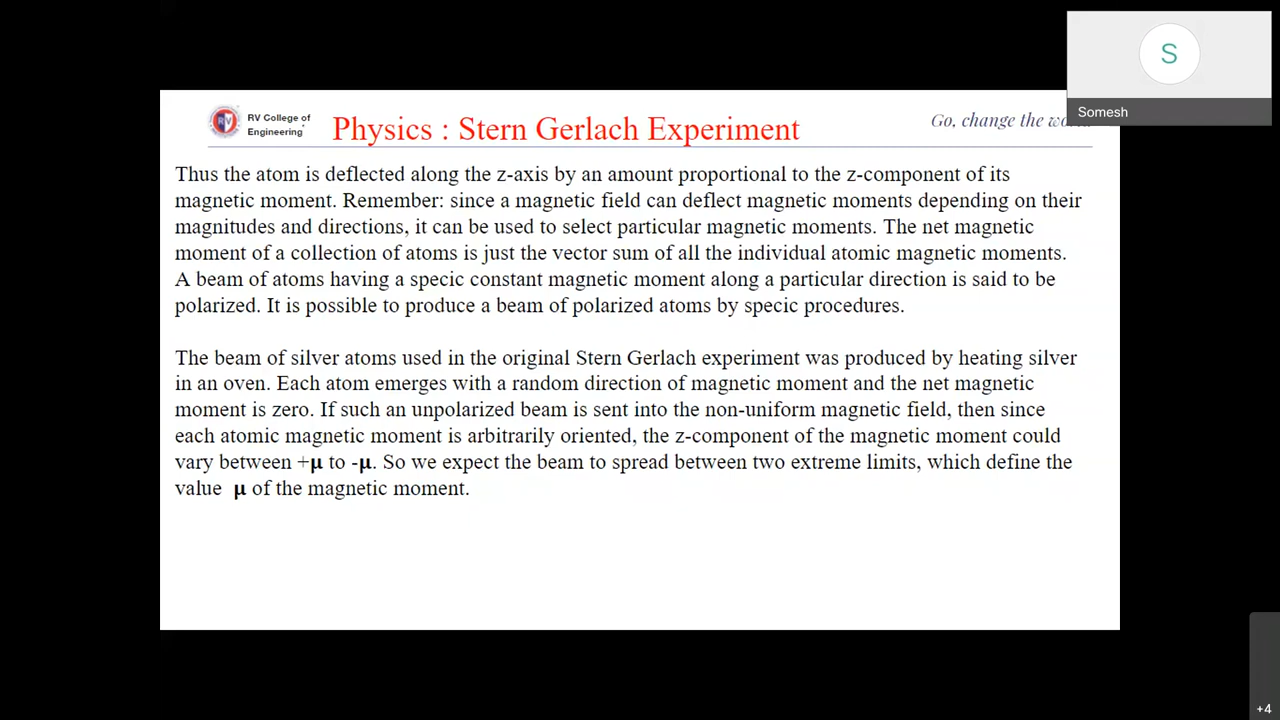 S
Somesh
RV College of
Engineering
Physics : Stern Gerlach Experiment
Go, change the wo
Thus the atom is deflected along the z-axis by an amount proportional to the z-component of its
magnetic moment. Remember: since a magnetic field can deflect magnetic moments depending on their
magnitudes and directions, it can be used to select particular magnetic moments. The net magnetic
moment of a collection of atoms is just the vector sum of all the individual atomic magnetic moments.
A beam of atoms having a specic constant magnetic moment along a particular direction is said to be
polarized. It is possible to produce a beam of polarized atoms by specic procedures.
The beam of silver atoms used in the original Stern Gerlach experiment was produced by heating silver
in an oven. Each atom emerges with a random direction of magnetic moment and the net magnetic
moment is zero. If such an unpolarized beam is sent into the non-uniform magnetic field, then since
each atomic magnetic moment is arbitrarily oriented, the z-component of the magnetic moment could
vary between +μ to -μ. So we expect the beam to spread between two extreme limits, which define the
value μ of the magnetic moment.
+4